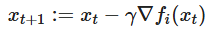 x_{t+1} := x_t − γ∇f_i(x_t)